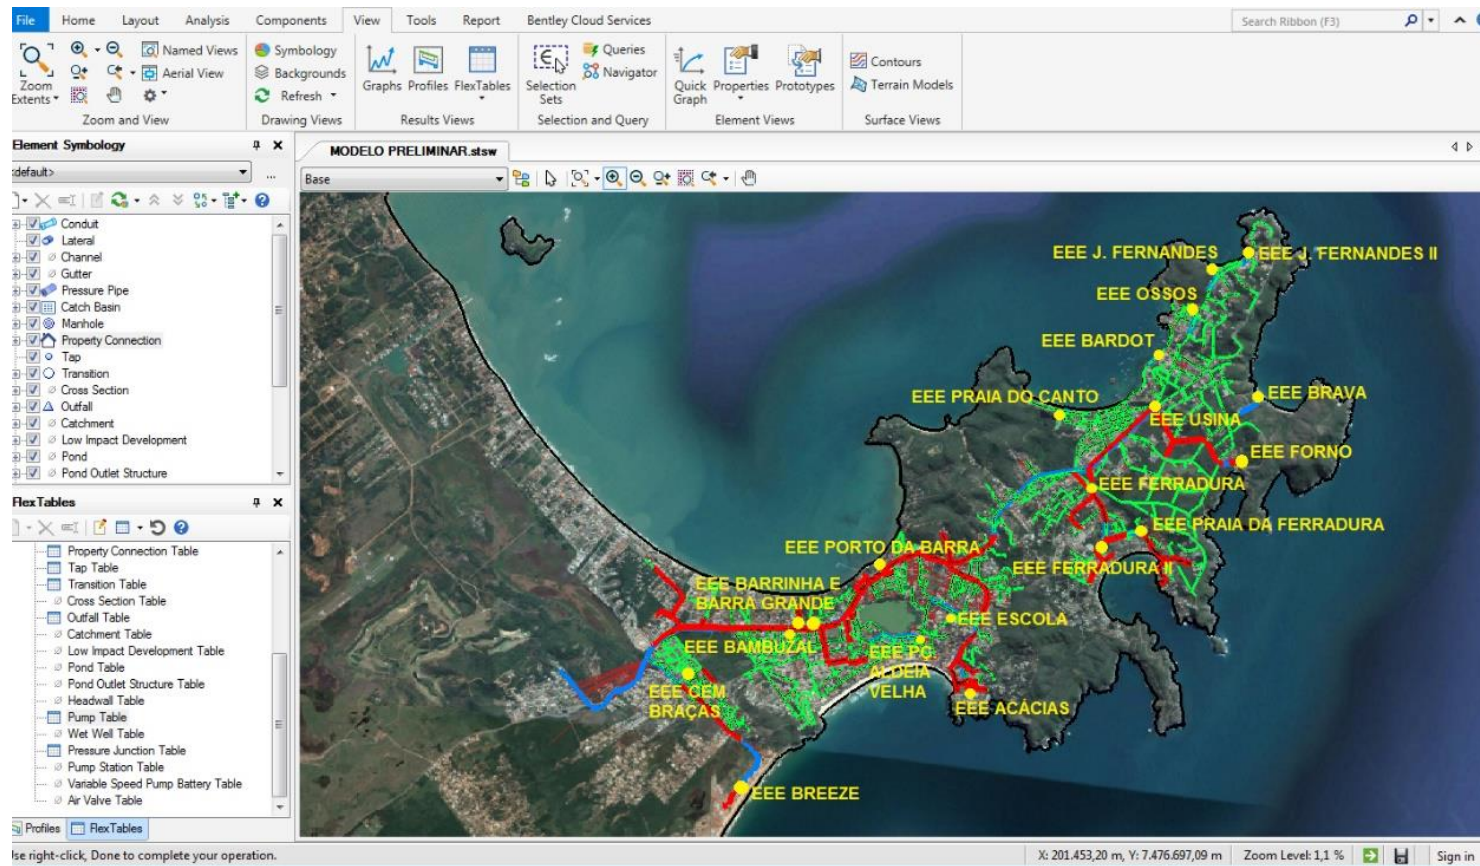 File Home Layout Analysis Components View Tools Report Bentley Cloud Services Search Ribbon (F3)
Zoom Extents
Named Views
Aerial View
Zoom and View
Symbology
Backgrounds
Refresh
Drawing Views
Graphs Profiles FlexTables
Results Views
Selection Sets
Queries
Navigator
Selection and Query
Quick Graph
Properties Prototypes
Element Views
Contours
Terrain Models
Surface Views
Element Symbology
<default>
...
Conduit
Lateral
Channel
Gutter
Pressure Pipe
Catch Basin
Manhole
Property Connection
Tap
Transition
Cross Section
Outfall
Catchment
Low Impact Development
Pond
Pond Outlet Structure
FlexTables
Property Connection Table
Tap Table
Transition Table
Cross Section Table
Outfall Table
Catchment Table
Low Impact Development Table
Pond Table
Pond Outlet Structure Table
Headwall Table
Pump Table
Wet Well Table
Pressure Junction Table
Pump Station Table
Variable Speed Pump Battery Table
Air Valve Table
Profiles FlexTables
MODELO PRELIMINAR.stsw
Base
EEE J. FERNANDES
EEE J. FERNANDES II
EEE OSSOS
EEE BARDOT
EEE PRAIA DO CANTO
EEE BRAVA
EEE USINA
EEE FORNO
EEE FERRADURA
EEE PRAIA DA FERRADURA
EEE PORTO DA BARRA
EEE FERRADURA II
EEE BARRINHA E
BARRA GRANDE
EEE ESCOLA
EEE BAMBUZAL
EEE PC.
ALDEIA
VELHA
EEE CEM
BRAÇAS
EEE ACÁCIAS
EEE BREEZE
Use right-click, Done to complete your operation.
X: 201.453,20 m, Y: 7.476.697,09 m Zoom Level: 1,1 % Sign in